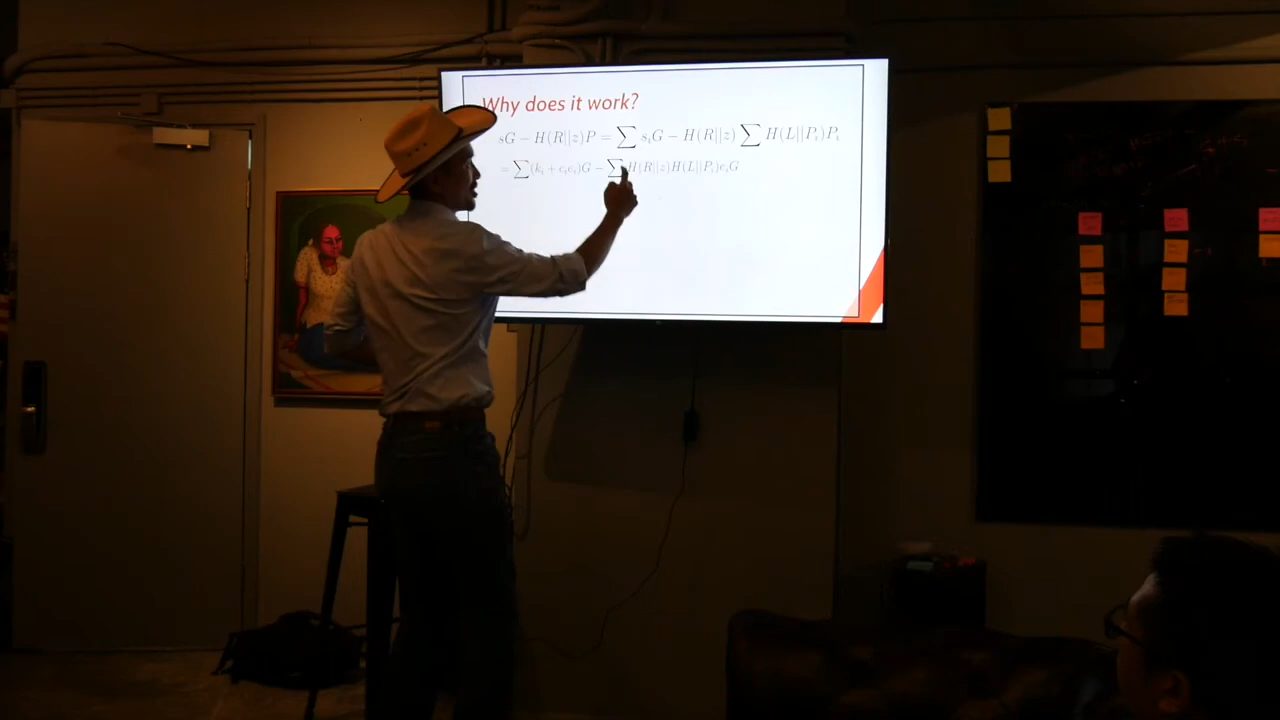 Why does it work?
sG − H(R||z)P = ∑ sᵢG − H(R||z) ∑ H(L||Pᵢ)Pᵢ
= ∑(kᵢ + cᵢeᵢ)G − ∑ H(R||z)H(L||Pᵢ)eᵢG